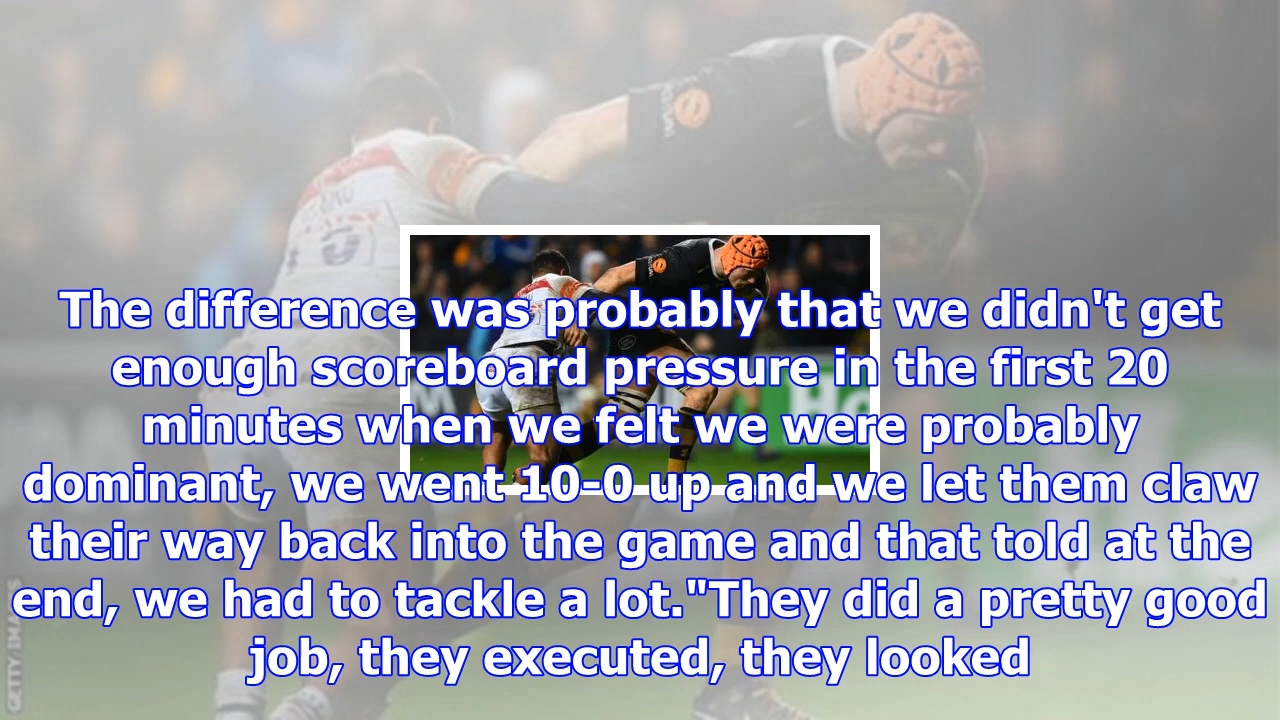 The difference was probably that we didn't get
enough scoreboard pressure in the first 20
minutes when we felt we were probably
dominant, we went 10-0 up and we let them claw
their way back into the game and that told at the
end, we had to tackle a lot."They did a pretty good
job, they executed, they looked
GETTY IMAGES